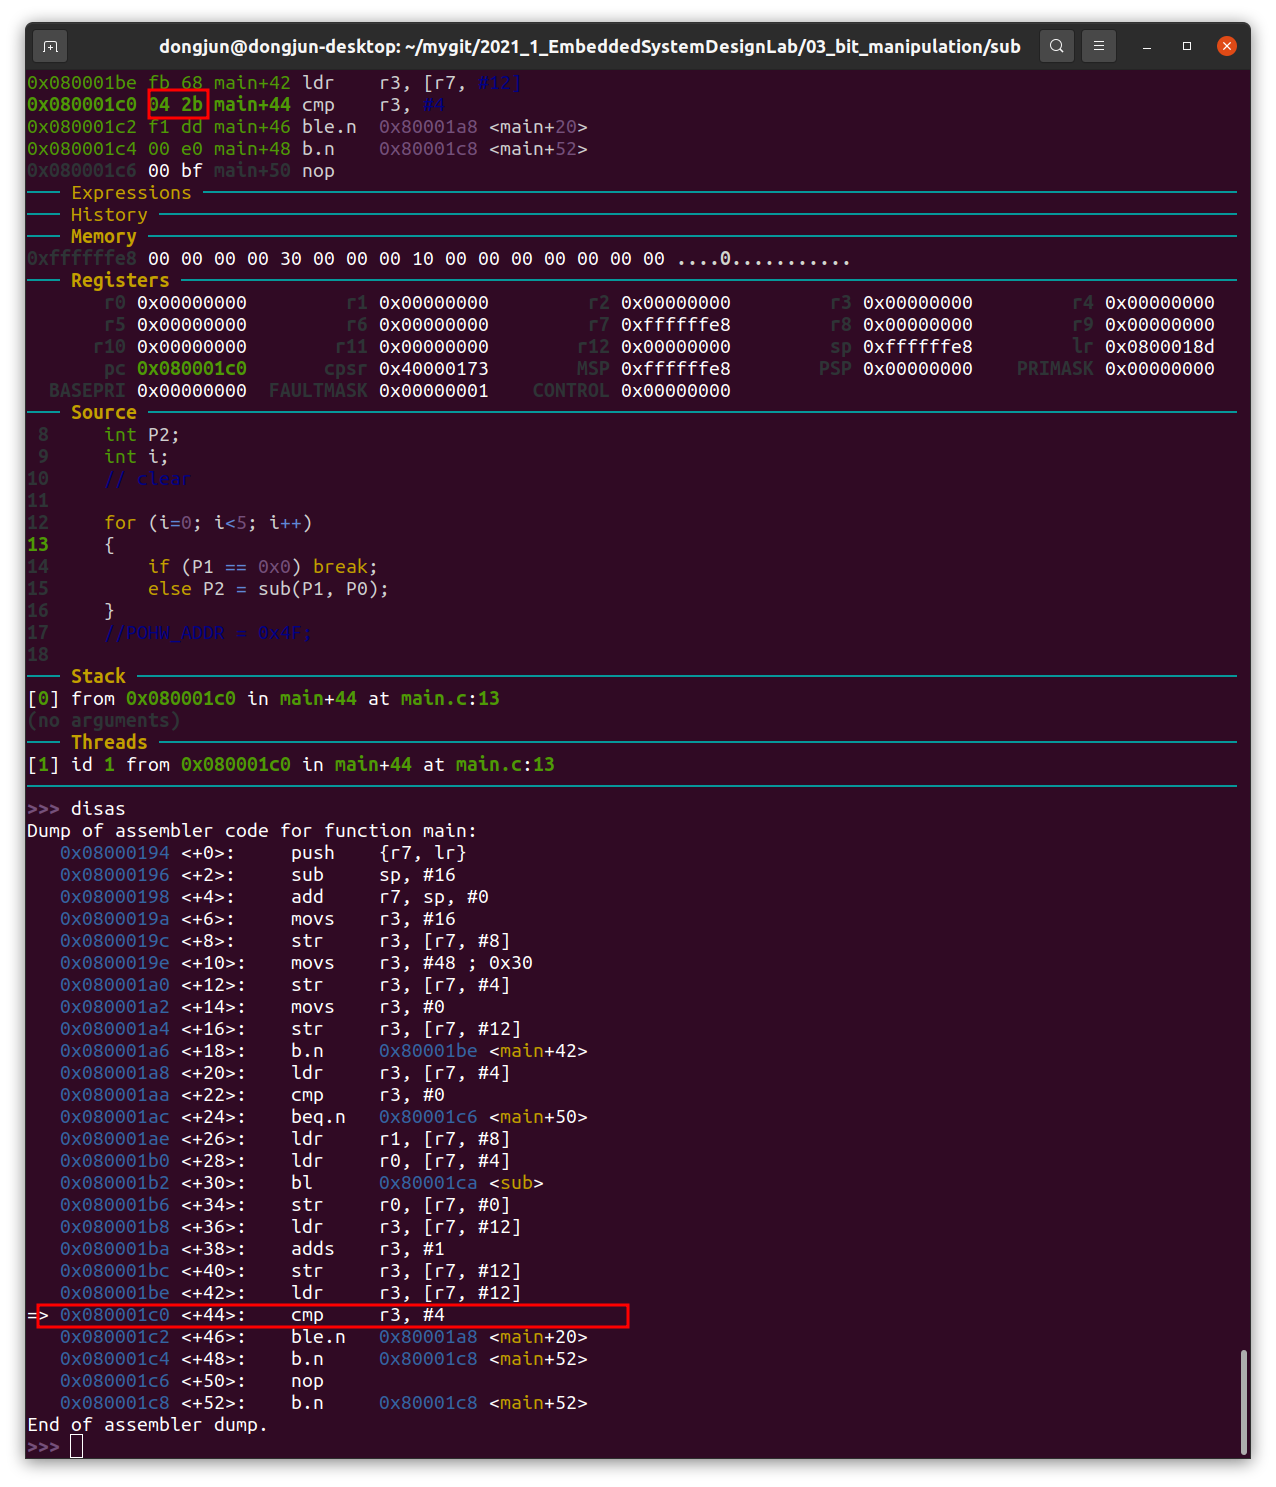 dongjun@dongjun-desktop: ~/mygit/2021_1_EmbeddedSystemDesignLab/03_bit_manipulation/sub
0x080001be fb 68 main+42 ldr    r3, [r7, #12]
0x080001c0 04 2b main+44 cmp    r3, #4
0x080001c2 f1 dd main+46 ble.n  0x80001a8 <main+20>
0x080001c4 00 e0 main+48 b.n    0x80001c8 <main+52>
0x080001c6 00 bf main+50 nop
Expressions
History
Memory
0xffffffe8 00 00 00 00 30 00 00 00 10 00 00 00 00 00 00 00 ....0...........
Registers
r0 0x00000000 r1 0x00000000 r2 0x00000000 r3 0x00000000 r4 0x00000000
r5 0x00000000 r6 0x00000000 r7 0xffffffe8 r8 0x00000000 r9 0x00000000
r10 0x00000000 r11 0x00000000 r12 0x00000000 sp 0xffffffe8 lr 0x0800018d
pc 0x080001c0 cpsr 0x40000173 MSP 0xffffffe8 PSP 0x00000000 PRIMASK 0x00000000
BASEPRI 0x00000000 FAULTMASK 0x00000001 CONTROL 0x00000000
Source
8     int P2;
9     int i;
10     // clear
11
12     for (i=0; i<5; i++)
13     {
14         if (P1 == 0x0) break;
15         else P2 = sub(P1, P0);
16     }
17     //P0HW_ADDR = 0x4F;
18
Stack
[0] from 0x080001c0 in main+44 at main.c:13
(no arguments)
Threads
[1] id 1 from 0x080001c0 in main+44 at main.c:13
>>> disas
Dump of assembler code for function main:
0x08000194 <+0>:     push    {r7, lr}
0x08000196 <+2>:     sub     sp, #16
0x08000198 <+4>:     add     r7, sp, #0
0x0800019a <+6>:     movs    r3, #16
0x0800019c <+8>:     str     r3, [r7, #8]
0x0800019e <+10>:    movs    r3, #48 ; 0x30
0x080001a0 <+12>:    str     r3, [r7, #4]
0x080001a2 <+14>:    movs    r3, #0
0x080001a4 <+16>:    str     r3, [r7, #12]
0x080001a6 <+18>:    b.n     0x80001be <main+42>
0x080001a8 <+20>:    ldr     r3, [r7, #4]
0x080001aa <+22>:    cmp     r3, #0
0x080001ac <+24>:    beq.n   0x80001c6 <main+50>
0x080001ae <+26>:    ldr     r1, [r7, #8]
0x080001b0 <+28>:    ldr     r0, [r7, #4]
0x080001b2 <+30>:    bl      0x80001ca <sub>
0x080001b6 <+34>:    str     r0, [r7, #0]
0x080001b8 <+36>:    ldr     r3, [r7, #12]
0x080001ba <+38>:    adds    r3, #1
0x080001bc <+40>:    str     r3, [r7, #12]
0x080001be <+42>:    ldr     r3, [r7, #12]
=> 0x080001c0 <+44>:    cmp     r3, #4
0x080001c2 <+46>:    ble.n   0x80001a8 <main+20>
0x080001c4 <+48>:    b.n     0x80001c8 <main+52>
0x080001c6 <+50>:    nop
0x080001c8 <+52>:    b.n     0x80001c8 <main+52>
End of assembler dump.
>>>